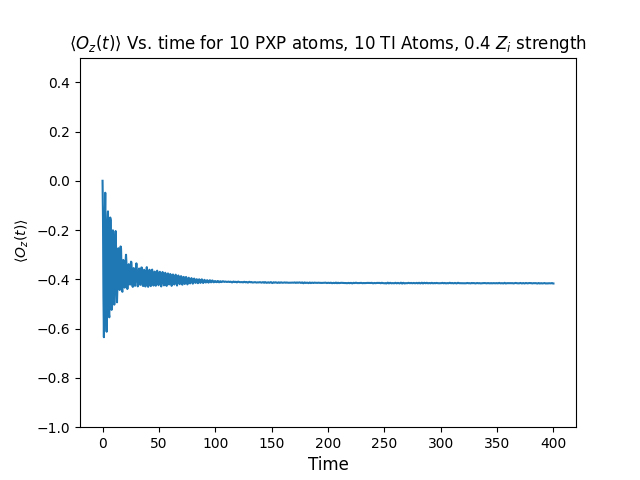 ⟨O_z(t)⟩ Vs. time for 10 PXP atoms, 10 TI Atoms, 0.4 Z_i strength
0.4
0.2
0.0
−0.2
−0.4
−0.6
−0.8
−1.0
⟨O_z(t)⟩
0 50 100 150 200 250 300 350 400
Time